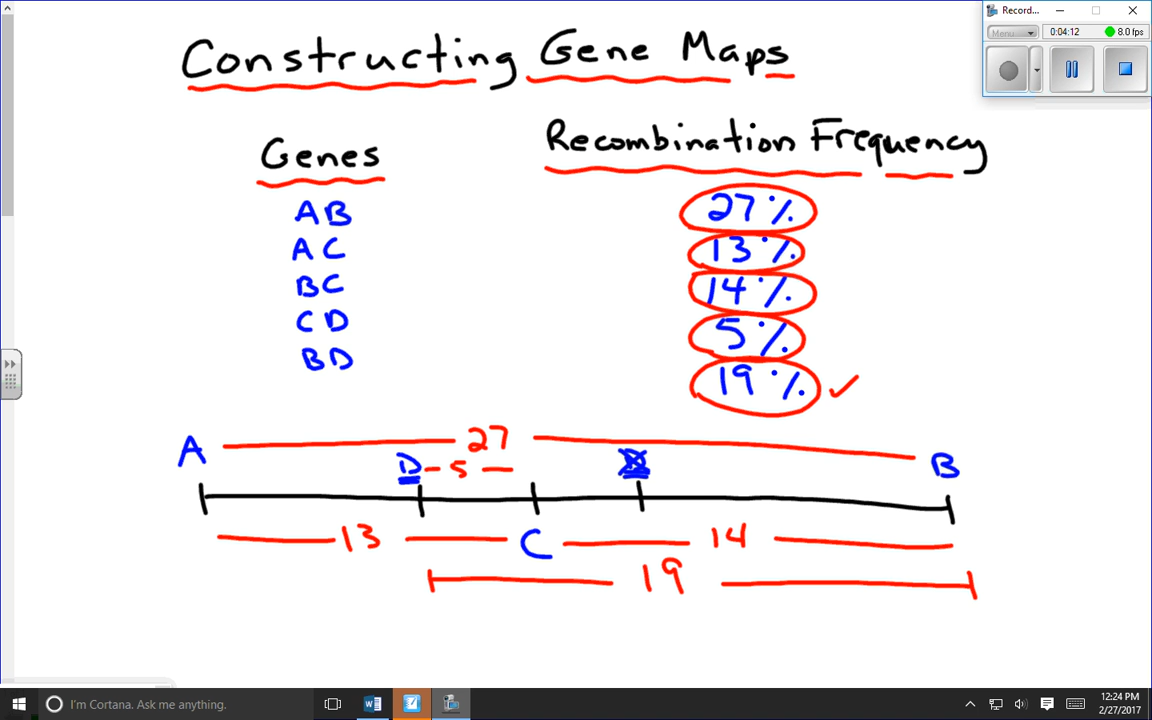 Record...
Menu
0:04:12
8.0 fps
Constructing Gene Maps
Genes
Recombination Frequency
AB 27%
AC 13%
BC 14%
CD 5%
BD 19%
27
A D 5 D B
13 C 14
19
I'm Cortana. Ask me anything.
12:24 PM
2/27/2017